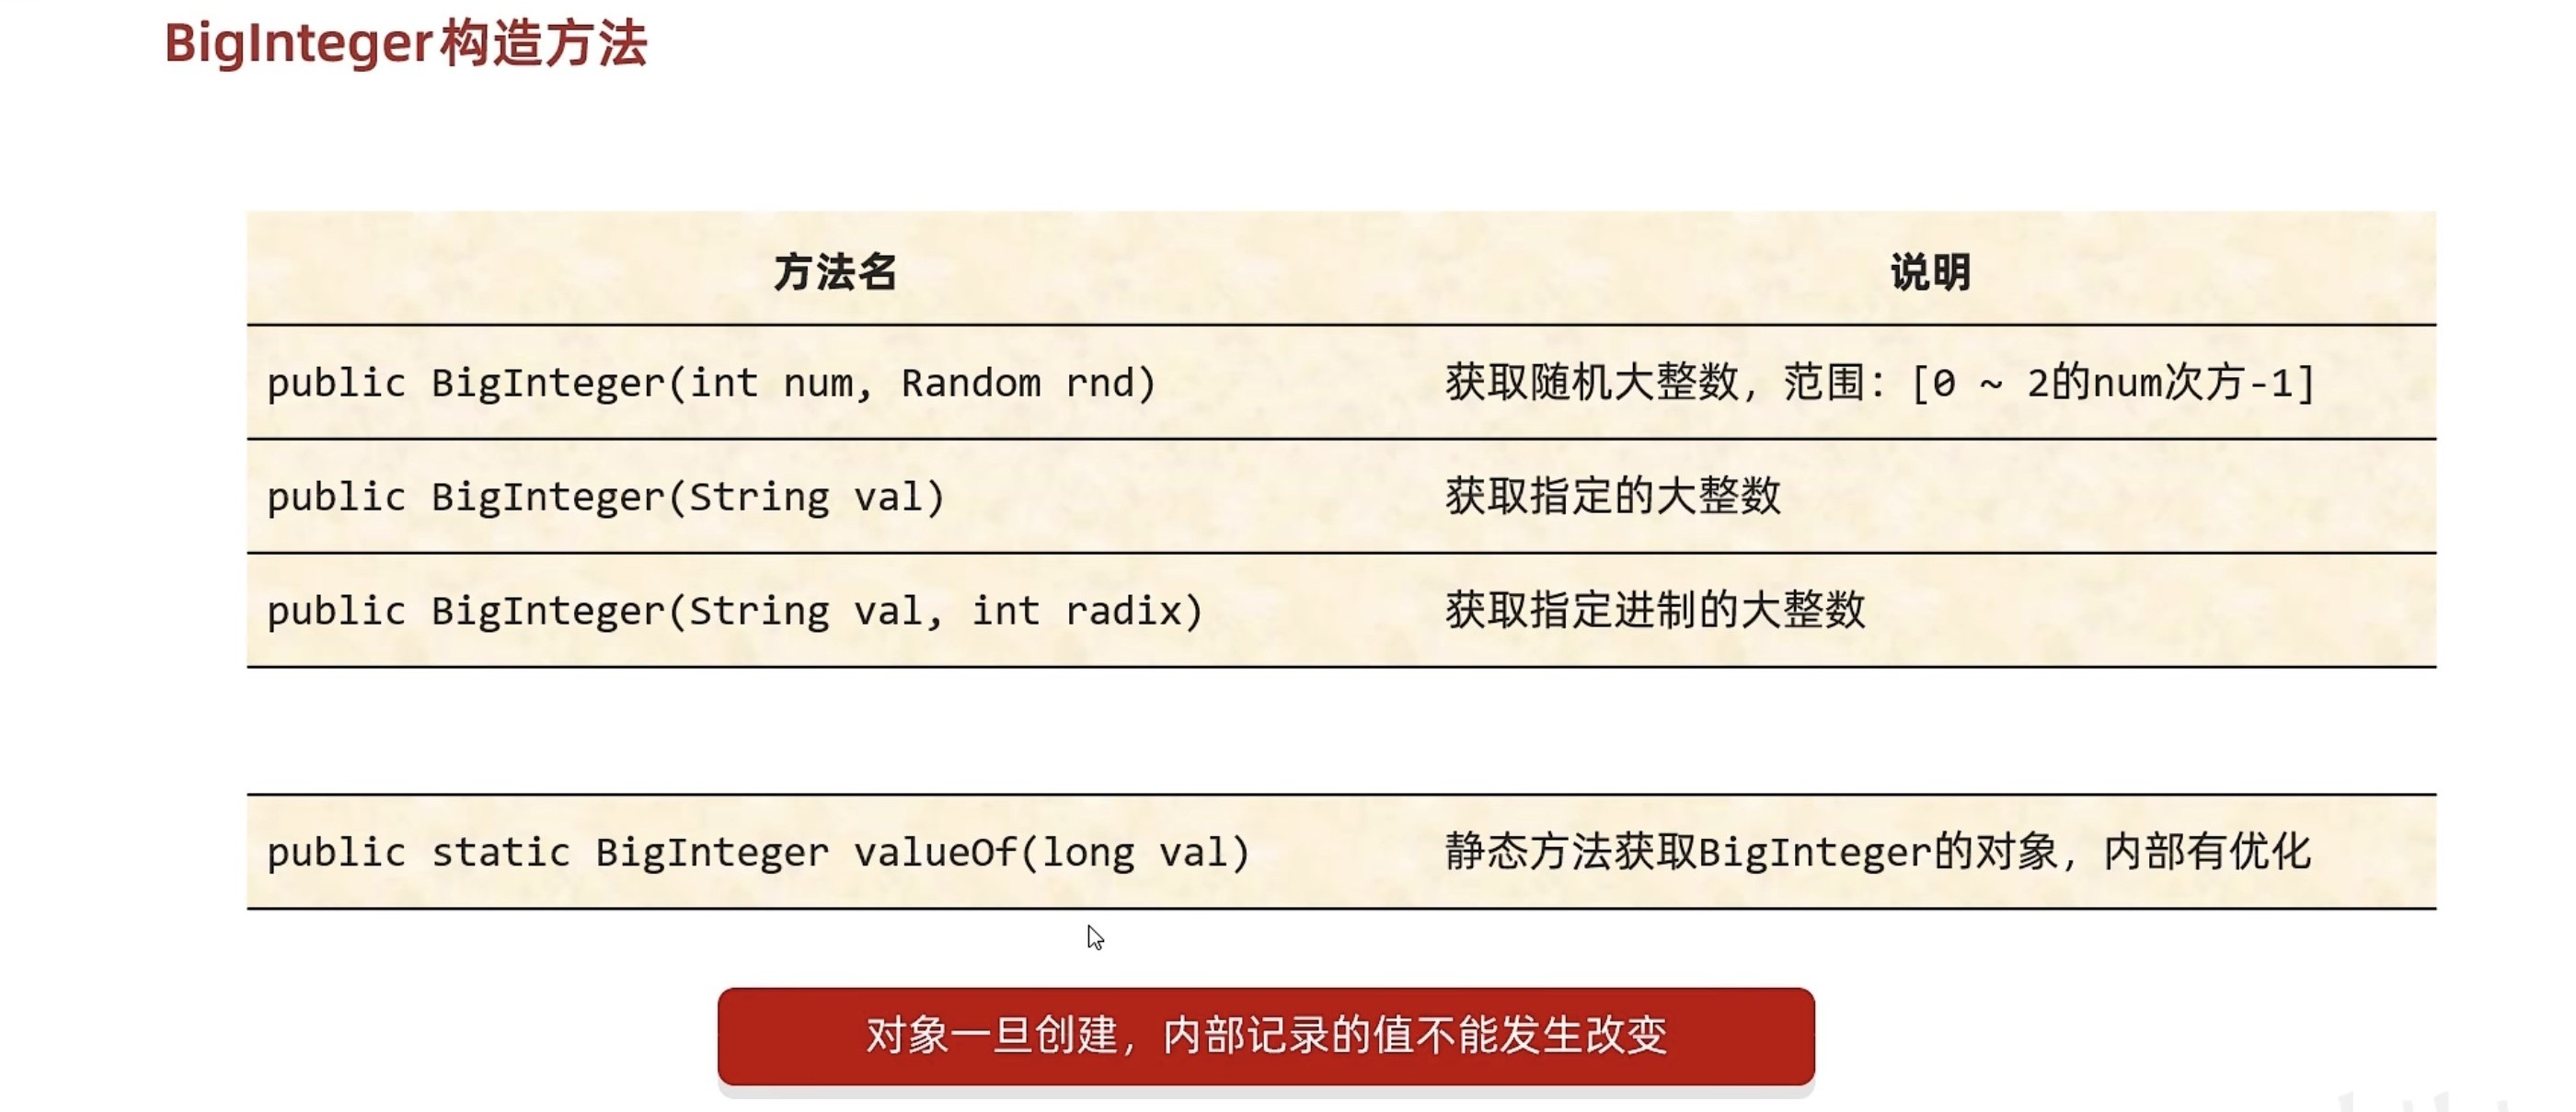 BigInteger构造方法
方法名 说明
public BigInteger(int num, Random rnd) 获取随机大整数，范围：[0 ~ 2的num次方-1]
public BigInteger(String val) 获取指定的大整数
public BigInteger(String val, int radix) 获取指定进制的大整数
public static BigInteger valueOf(long val) 静态方法获取BigInteger的对象，内部有优化
对象一旦创建，内部记录的值不能发生改变